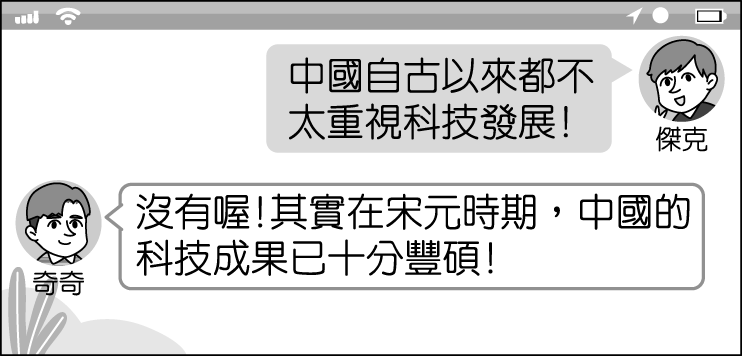 中國自古以來都不
太重視科技發展!
傑克
沒有喔!其實在宋元時期，中國的
科技成果已十分豐碩!
奇奇